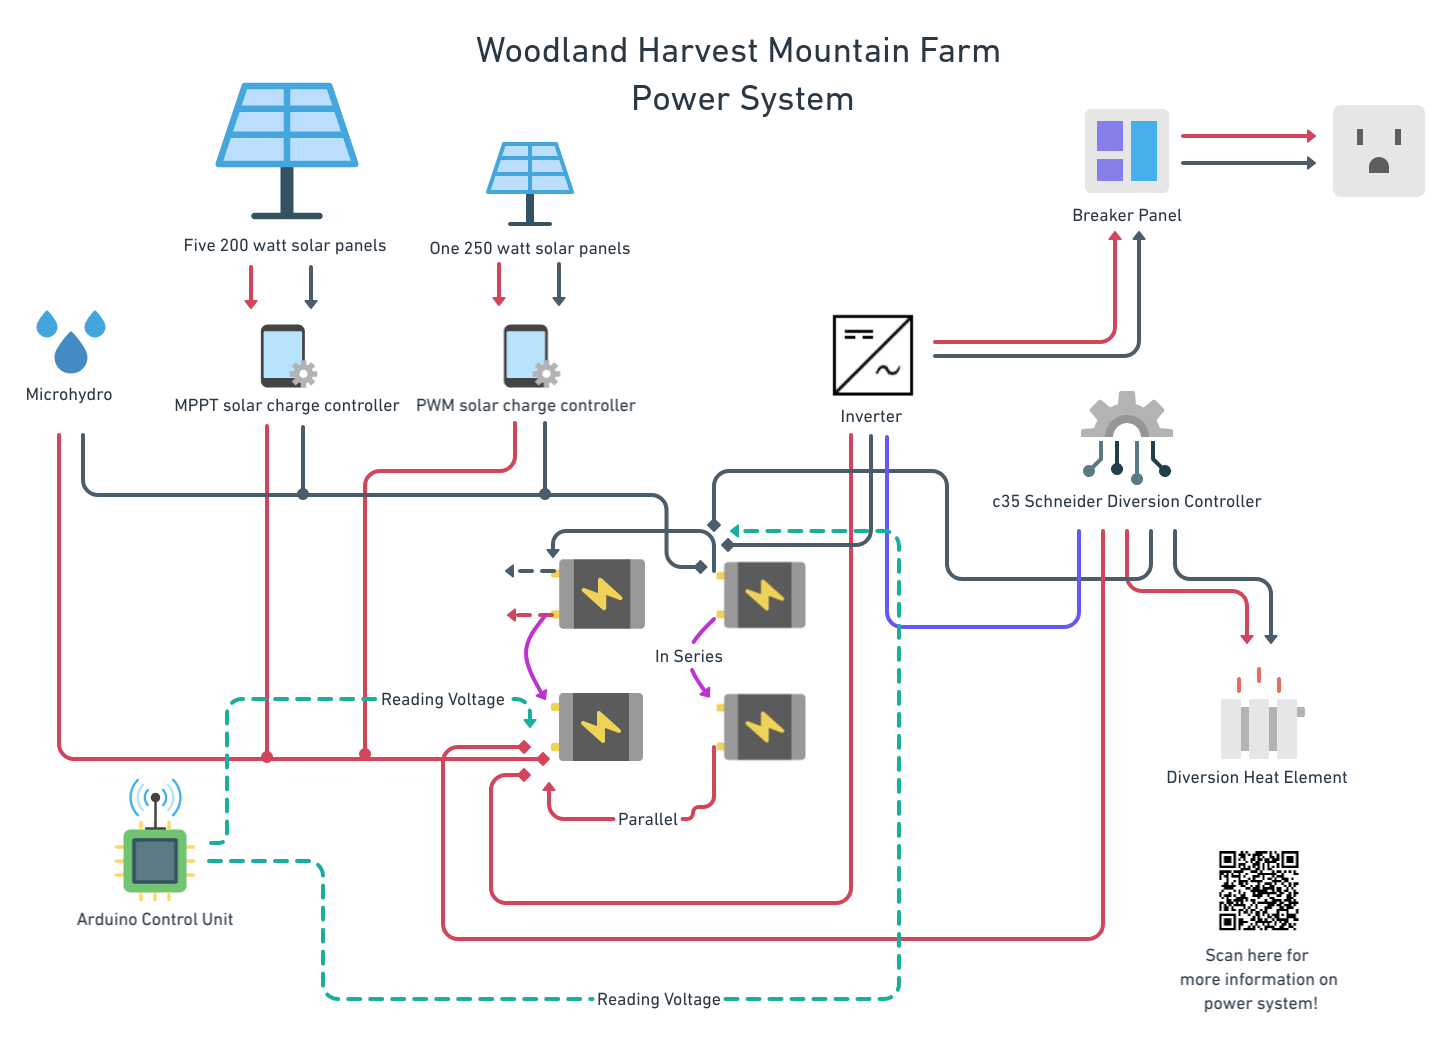 Woodland Harvest Mountain Farm
Power System
Five 200 watt solar panels
One 250 watt solar panels
Breaker Panel
Microhydro
MPPT solar charge controller
PWM solar charge controller
Inverter
c35 Schneider Diversion Controller
In Series
Reading Voltage
Diversion Heat Element
Parallel
Arduino Control Unit
Reading Voltage
Scan here for
more information on
power system!